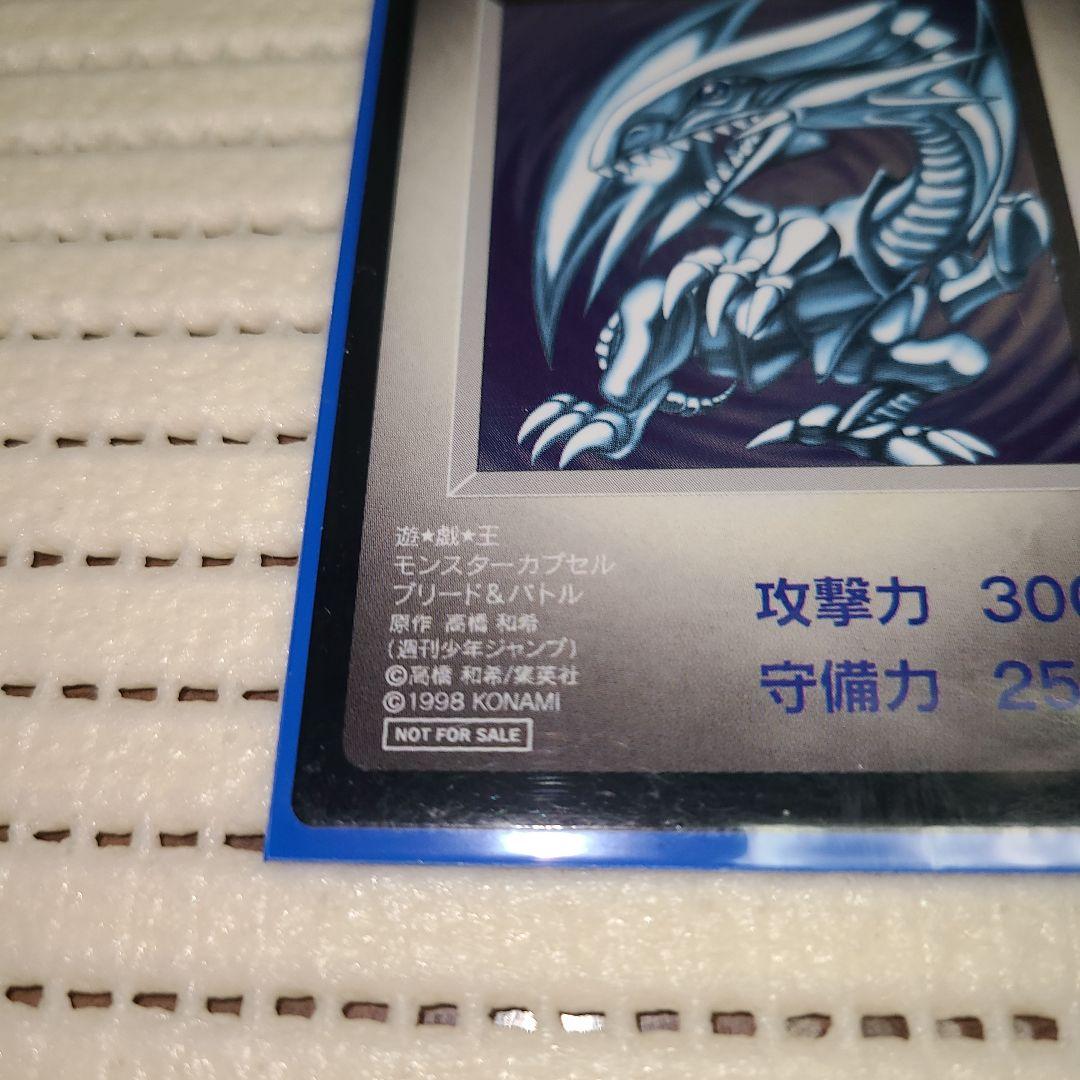 遊★戯★王
モンスターカプセル
ブリード&バトル
原作 高橋 和希
(週刊少年ジャンプ)
©高橋 和希/集英社
©1998 KONAMI
NOT FOR SALE
攻撃力 300
守備力 25